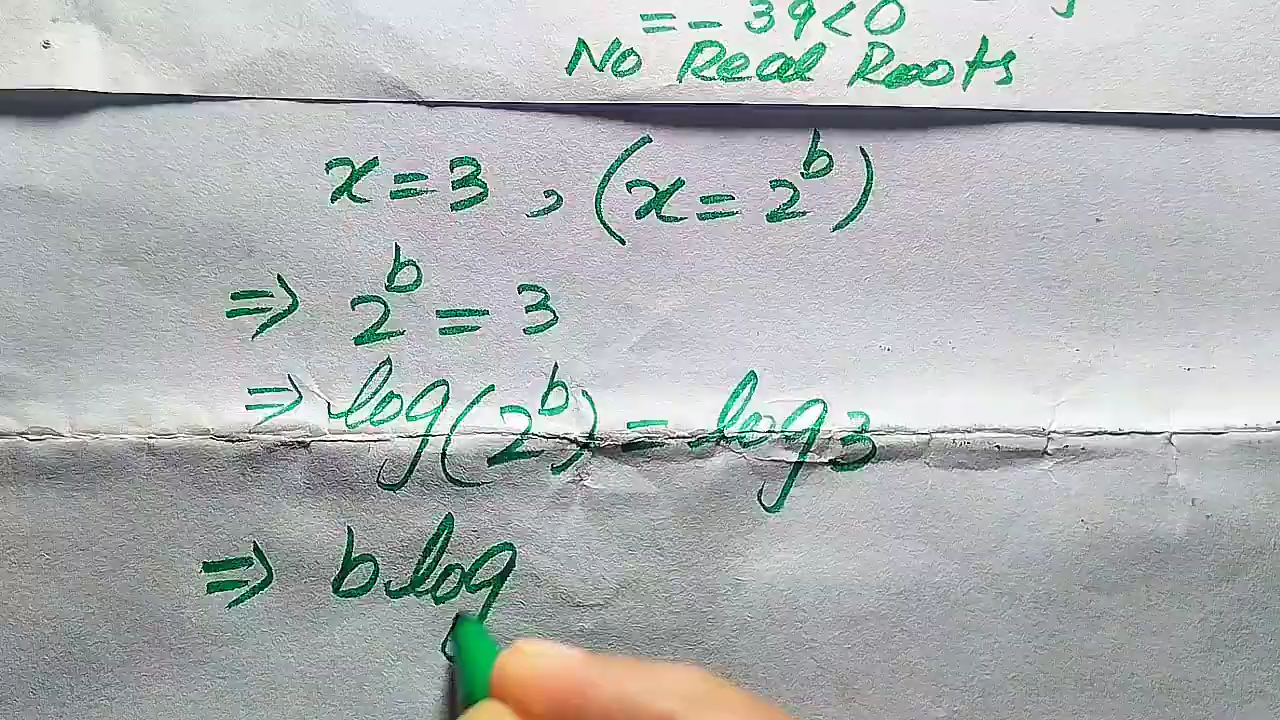 = - 39 < 0
No Real Roots
x = 3 , (x = 2^b)
⇒ 2^b = 3
⇒ log(2^b) = log 3
⇒ b log